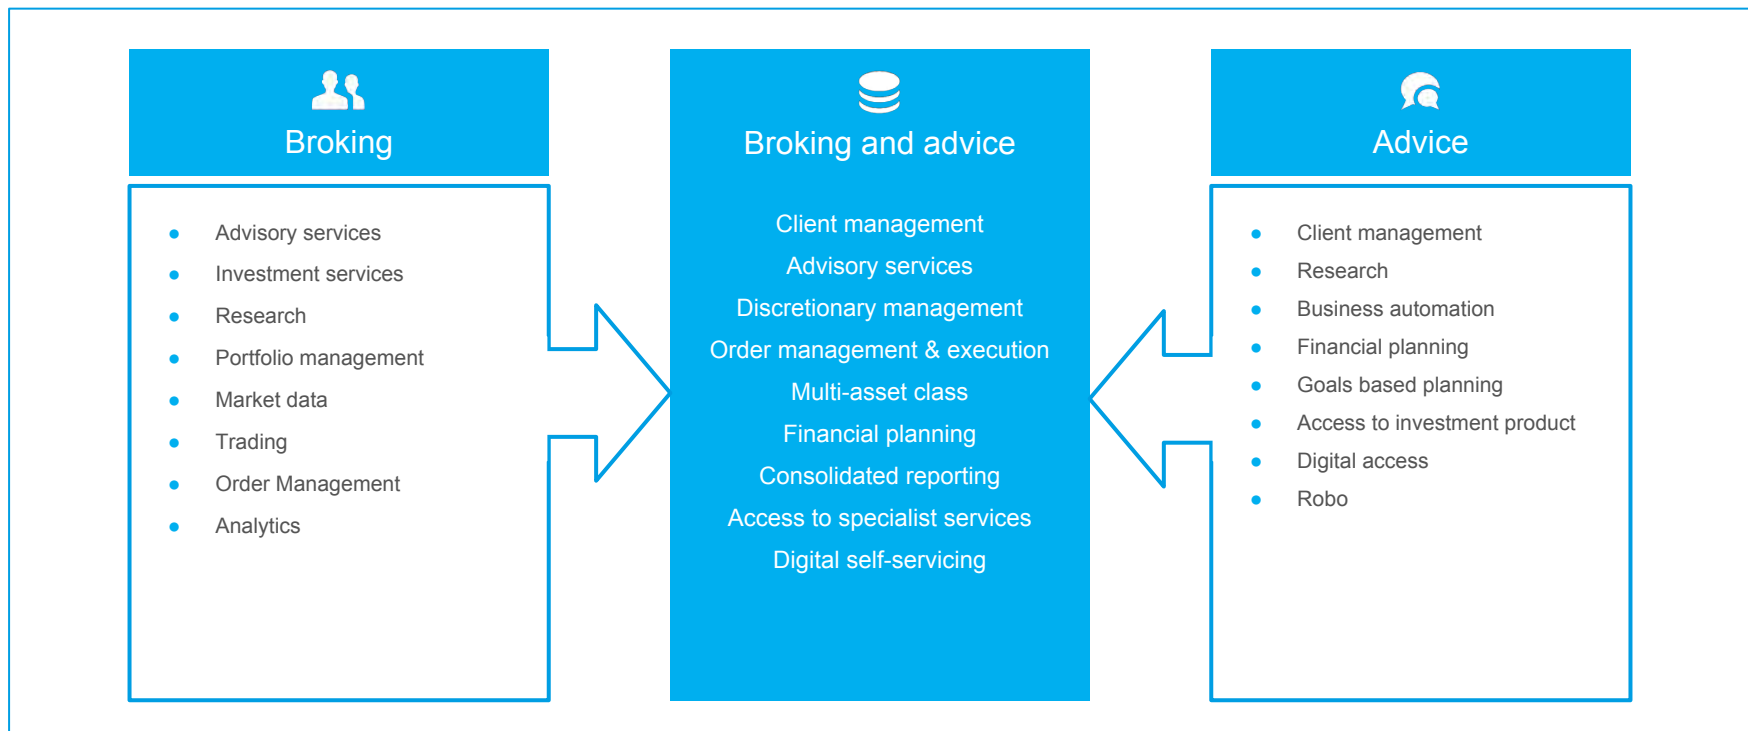 Broking
Advisory services
Investment services
Research
Portfolio management
Market data
Trading
Order Management
Analytics
Broking and advice
Client management
Advisory services
Discretionary management
Order management & execution
Multi-asset class
Financial planning
Consolidated reporting
Access to specialist services
Digital self-servicing
Advice
Client management
Research
Business automation
Financial planning
Goals based planning
Access to investment product
Digital access
Robo